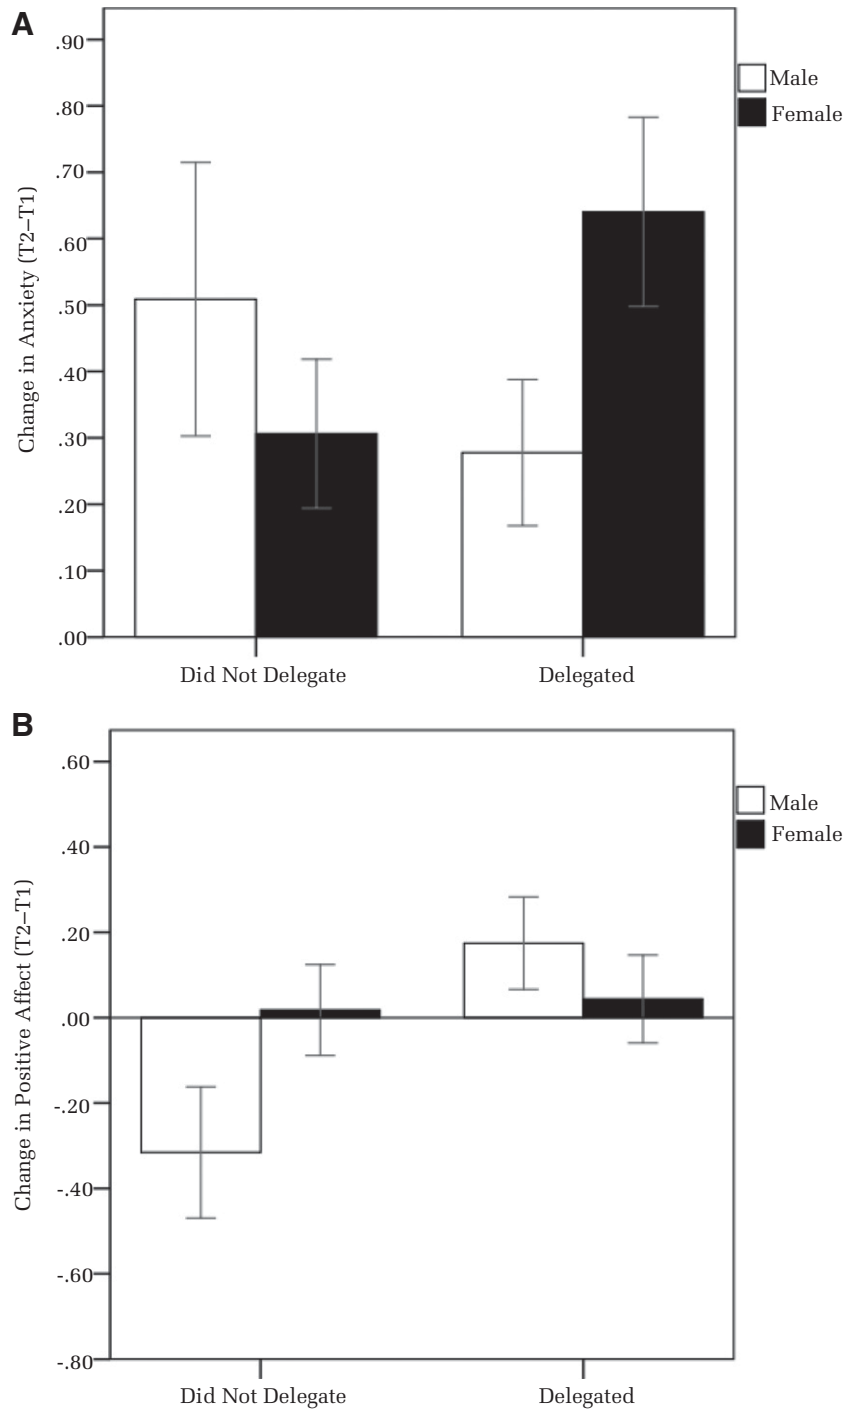 A
.90
.80
.70
.60
.50
.40
.30
.20
.10
.00
Change in Anxiety (T2–T1)
Male
Female
Did Not Delegate
Delegated
B
.60
.40
.20
.00
-.20
-.40
-.60
-.80
Change in Positive Affect (T2–T1)
Male
Female
Did Not Delegate
Delegated